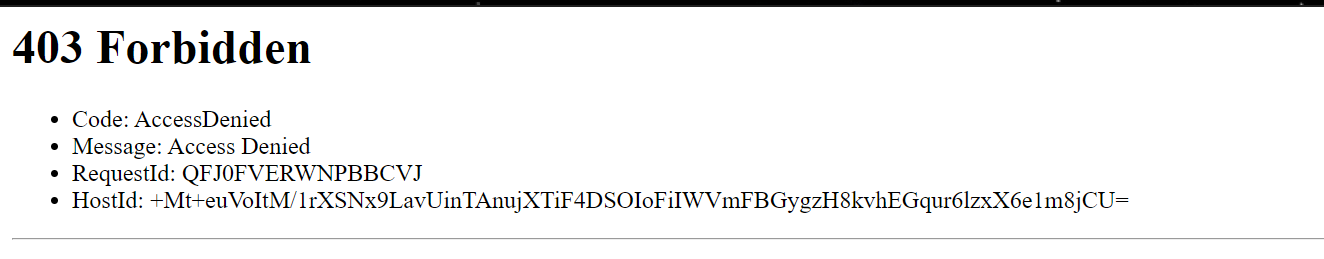 403 Forbidden
• Code: AccessDenied
• Message: Access Denied
• RequestId: QFJ0FVERWNPBBCVJ
• HostId: +Mt+euVoItM/1rXSNx9LavUinTAnujXTiF4DSOIoFiIWVmFBGygzH8kvhEGqur6lzxX6e1m8jCU=